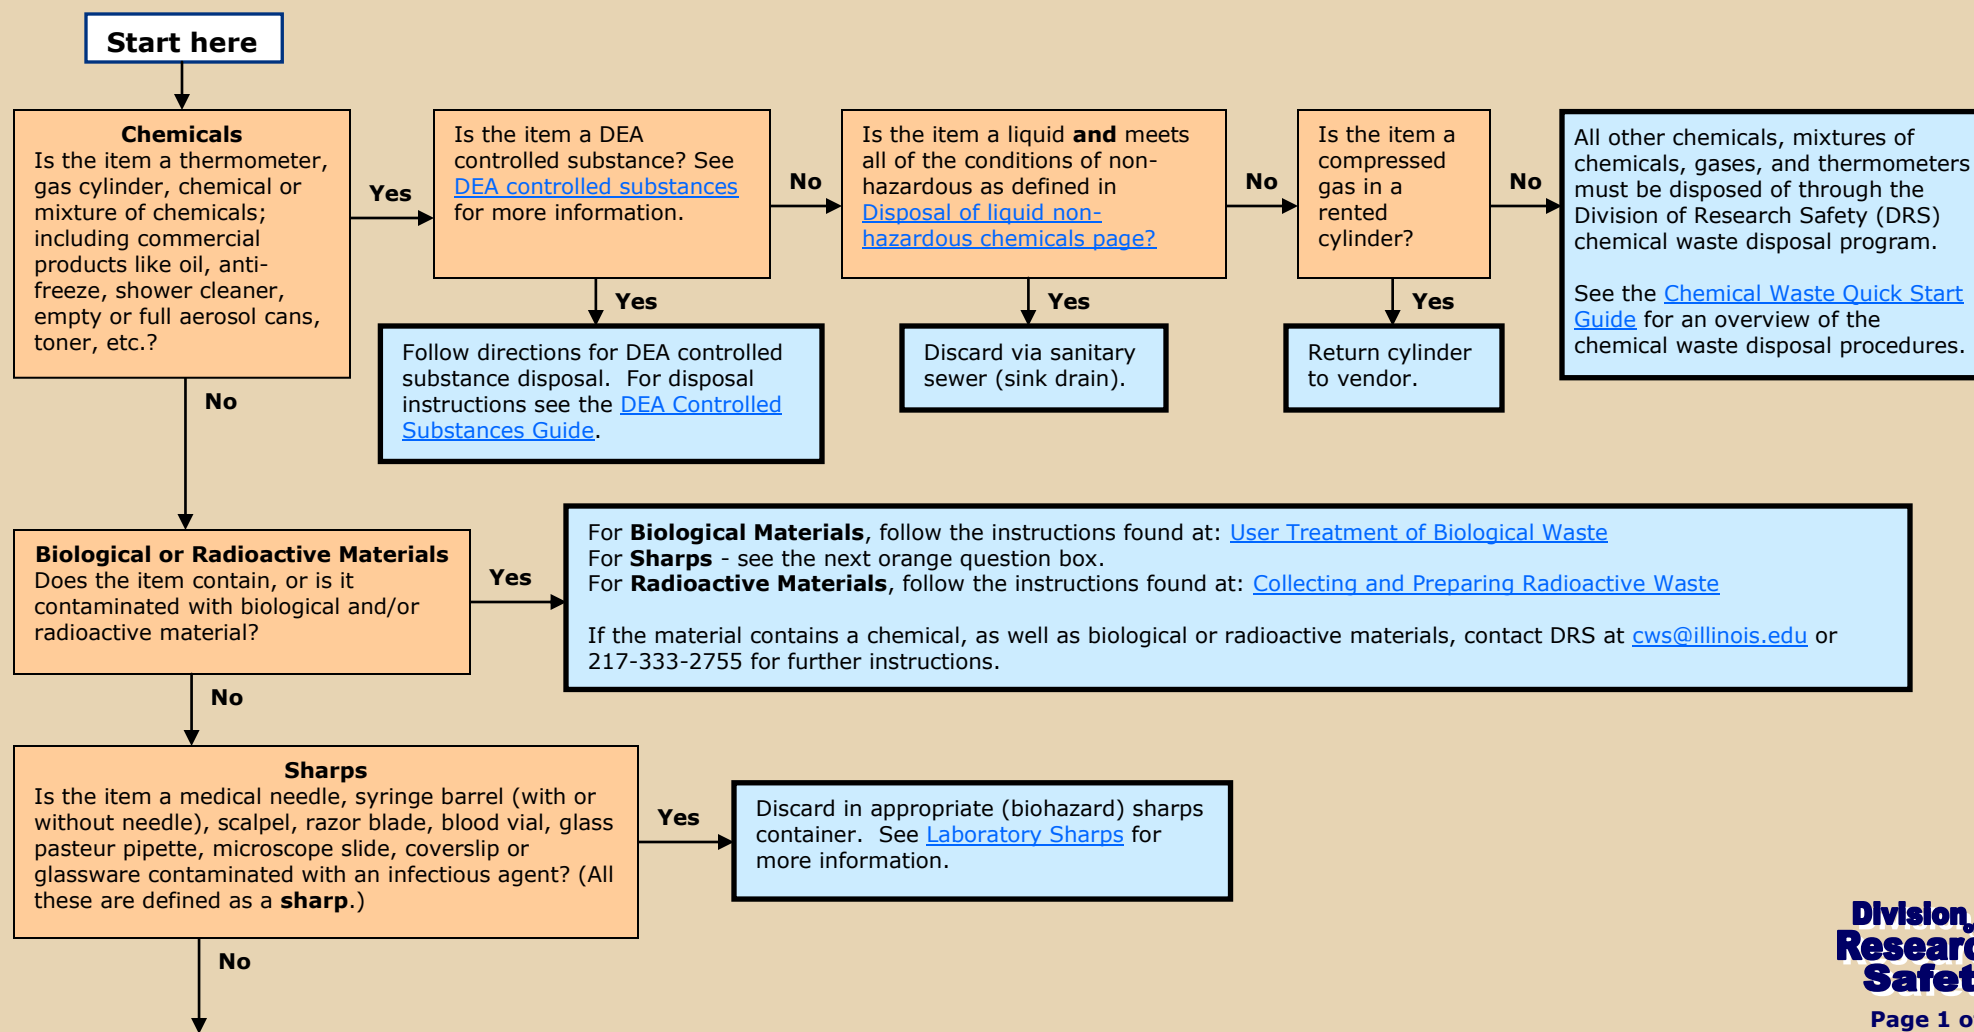 Start here
Chemicals
Is the item a thermometer,
gas cylinder, chemical or
mixture of chemicals;
including commercial
products like oil, anti-
freeze, shower cleaner,
empty or full aerosol cans,
toner, etc.?
Yes
Is the item a DEA
controlled substance? See
DEA controlled substances
for more information.
No
Is the item a liquid and meets
all of the conditions of non-
hazardous as defined in
Disposal of liquid non-
hazardous chemicals page?
No
Is the item a
compressed
gas in a
rented
cylinder?
No
All other chemicals, mixtures of
chemicals, gases, and thermometers
must be disposed of through the
Division of Research Safety (DRS)
chemical waste disposal program.
See the Chemical Waste Quick Start
Guide for an overview of the
chemical waste disposal procedures.
Yes
Follow directions for DEA controlled
substance disposal.  For disposal
instructions see the DEA Controlled
Substances Guide.
Yes
Discard via sanitary
sewer (sink drain).
Yes
Return cylinder
to vendor.
No
Biological or Radioactive Materials
Does the item contain, or is it
contaminated with biological and/or
radioactive material?
Yes
For Biological Materials, follow the instructions found at: User Treatment of Biological Waste
For Sharps - see the next orange question box.
For Radioactive Materials, follow the instructions found at: Collecting and Preparing Radioactive Waste
If the material contains a chemical, as well as biological or radioactive materials, contact DRS at cws@illinois.edu or
217-333-2755 for further instructions.
No
Sharps
Is the item a medical needle, syringe barrel (with or
without needle), scalpel, razor blade, blood vial, glass
pasteur pipette, microscope slide, coverslip or
glassware contaminated with an infectious agent? (All
these are defined as a sharp.)
Yes
Discard in appropriate (biohazard) sharps
container.  See Laboratory Sharps for
more information.
No
Division
Page 1